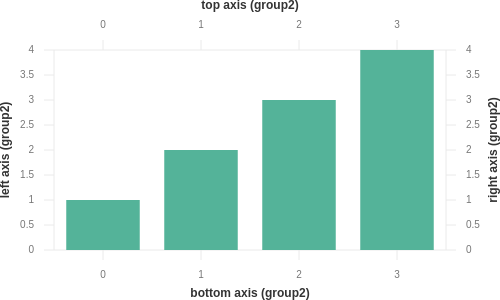 top axis (group2)
0 1 2 3
4 4
3.5 3.5
3 3
2.5 2.5
2 2
1.5 1.5
1 1
0.5 0.5
0 0
left axis (group2)
right axis (group2)
0 1 2 3
bottom axis (group2)